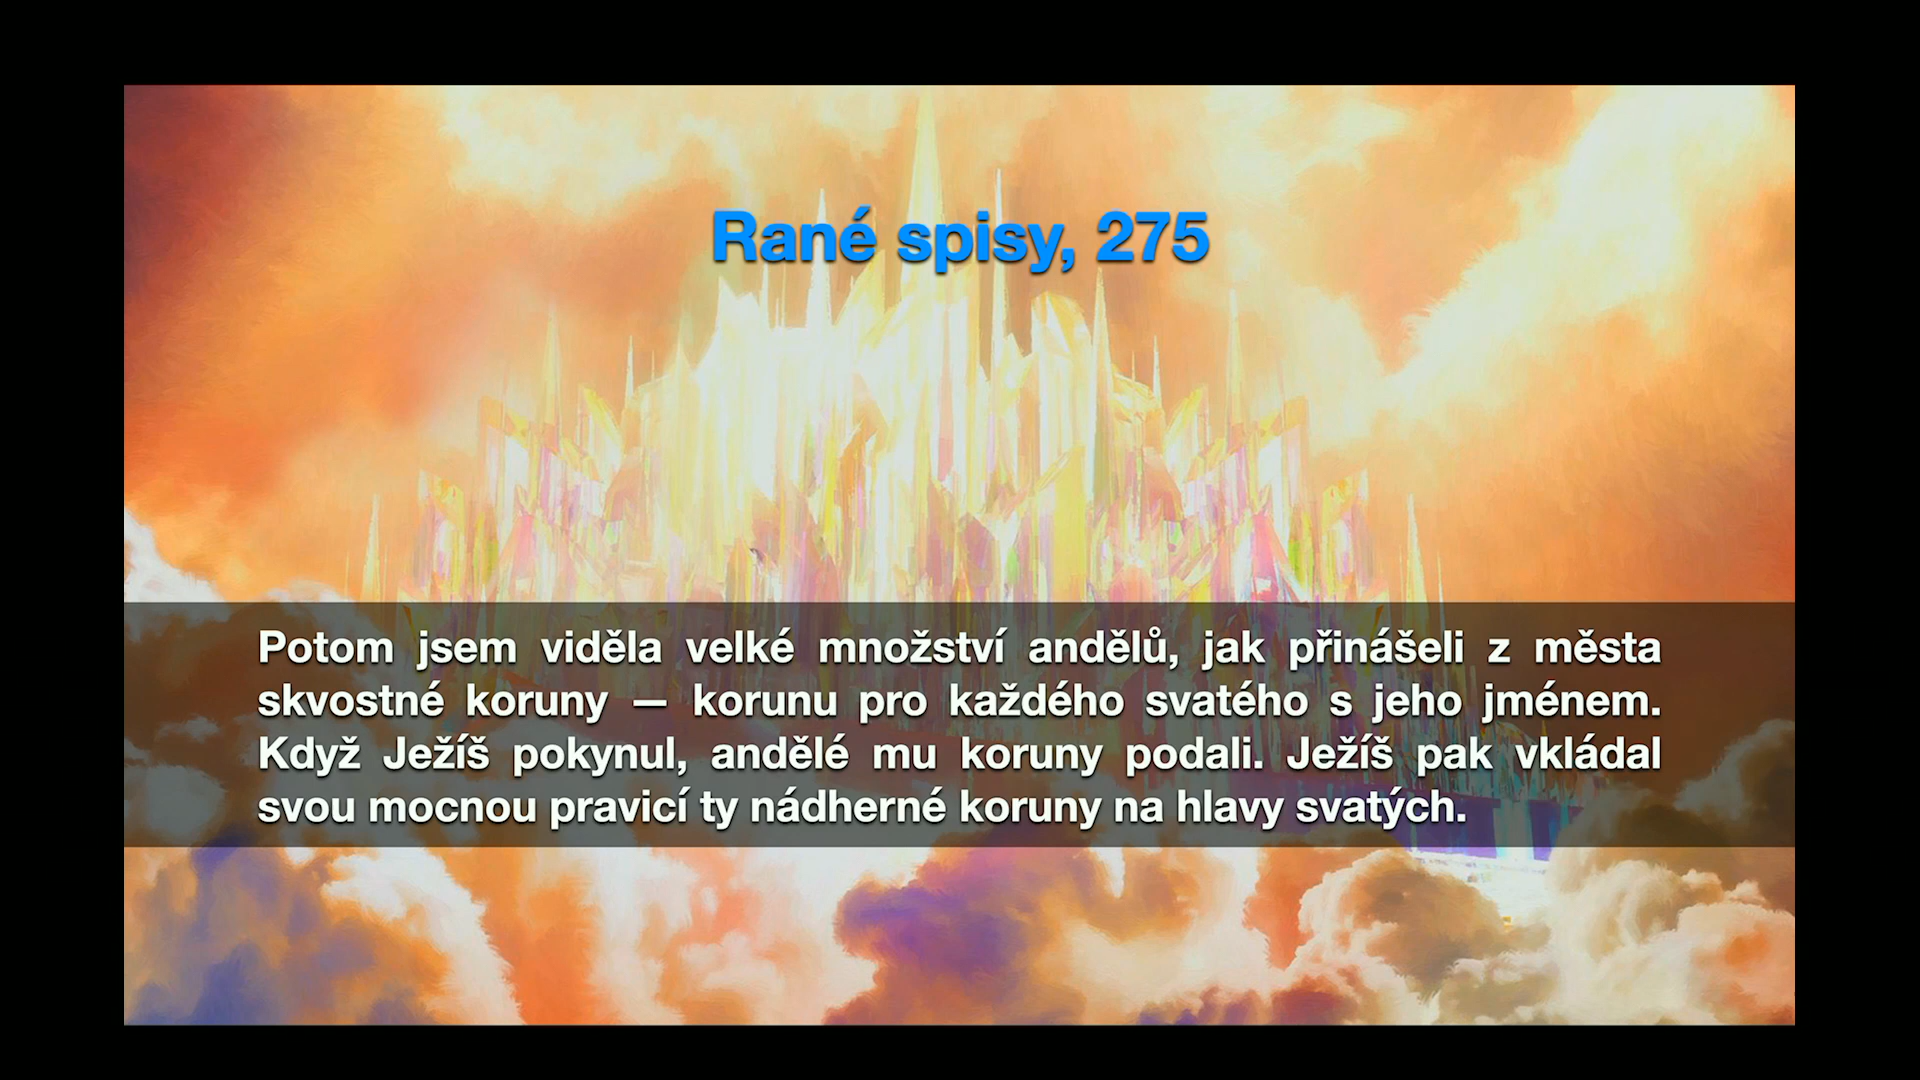 Rané spisy, 275
Potom jsem viděla velké množství andělů, jak přinášeli z města
skvostné koruny — korunu pro každého svatého s jeho jménem.
Když Ježíš pokynul, andělé mu koruny podali. Ježíš pak vkládal
svou mocnou pravicí ty nádherné koruny na hlavy svatých.